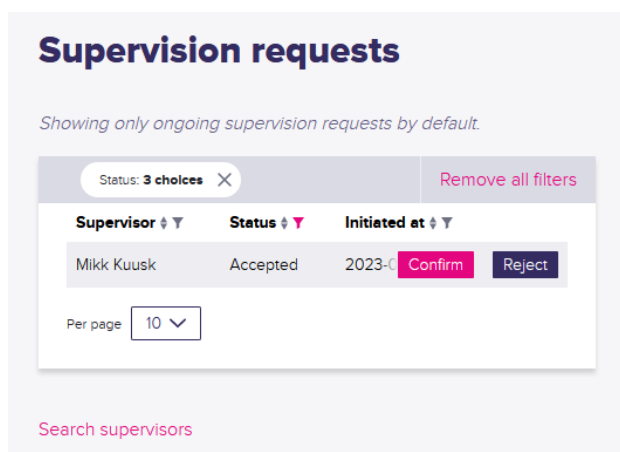 Supervision requests
Showing only ongoing supervision requests by default.
Status: 3 choices Remove all filters
Supervisor Status Initiated at
Mikk Kuusk Accepted 2023- Confirm Reject
Per page 10
Search supervisors